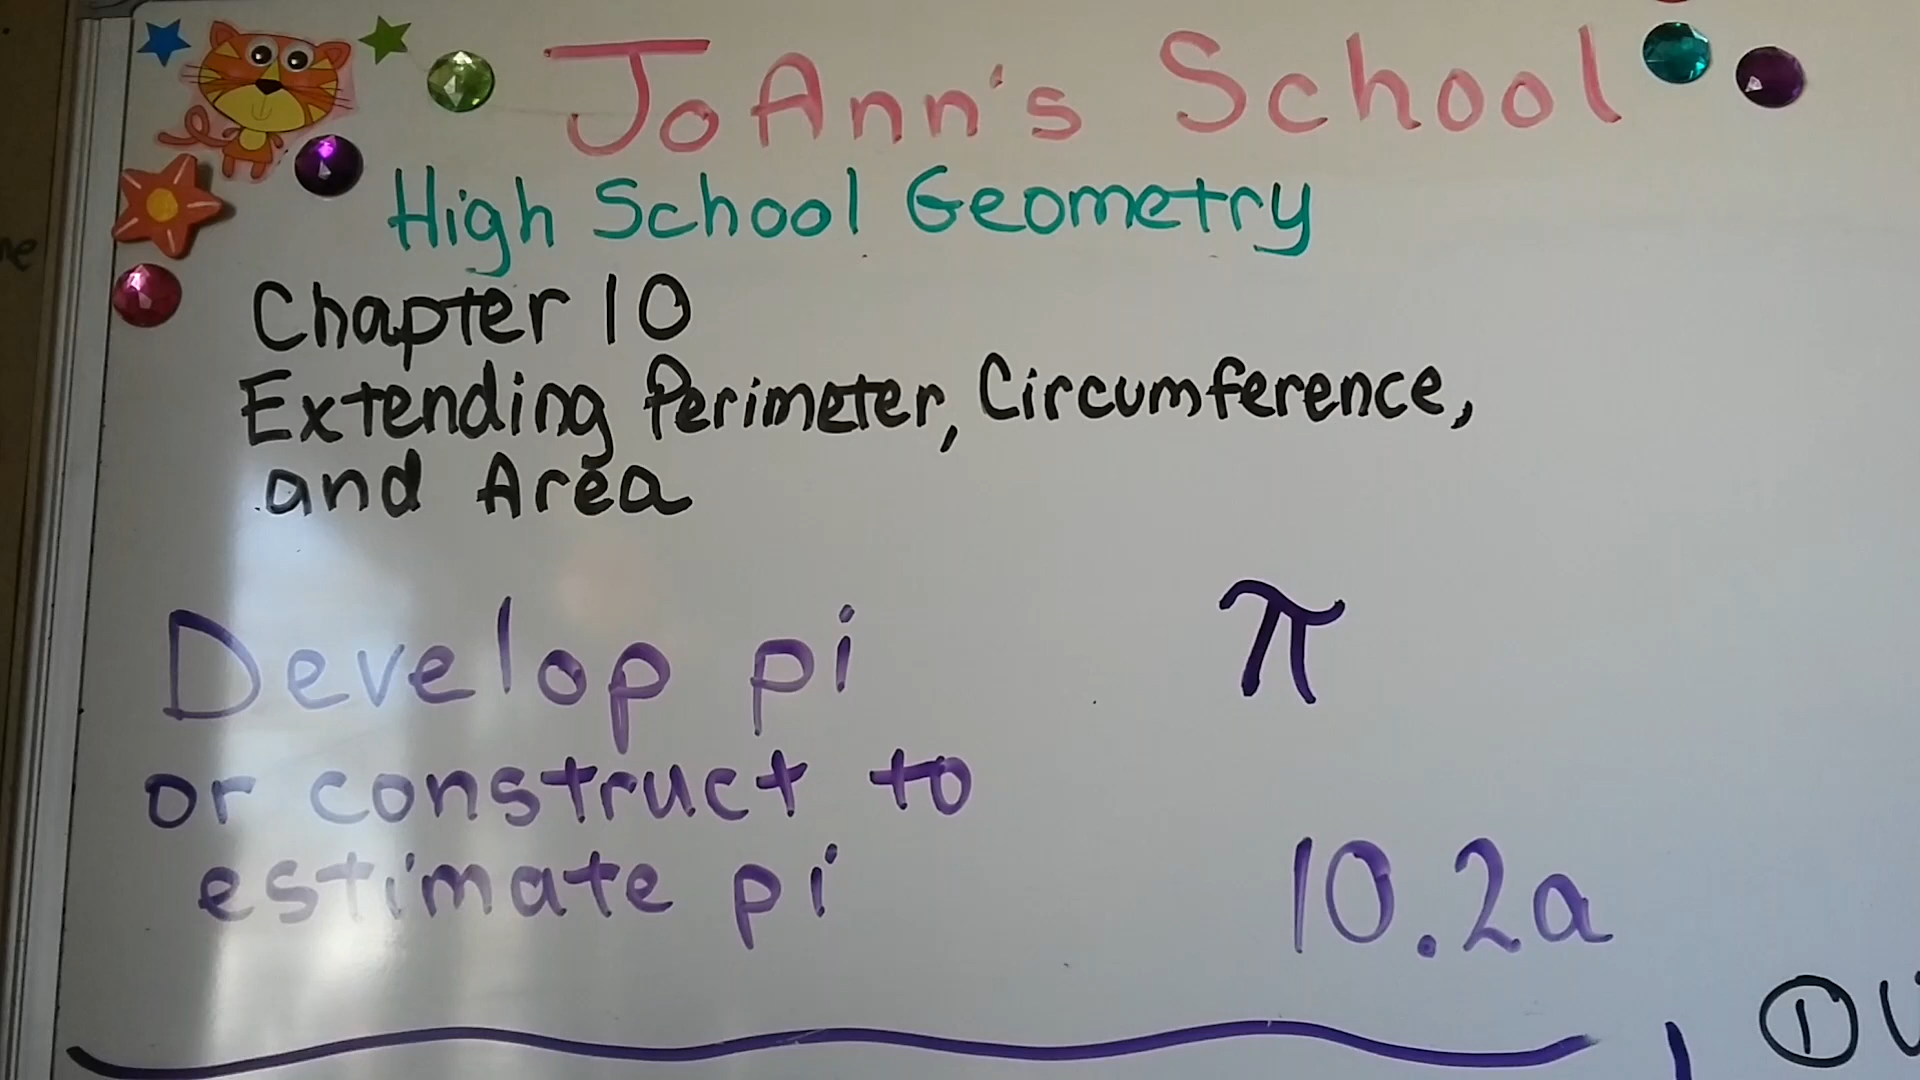 JoAnn's School
High School Geometry
Chapter 10
Extending Perimeter, Circumference,
and Area
Develop pi
π
or construct to
estimate pi
10.2a
①